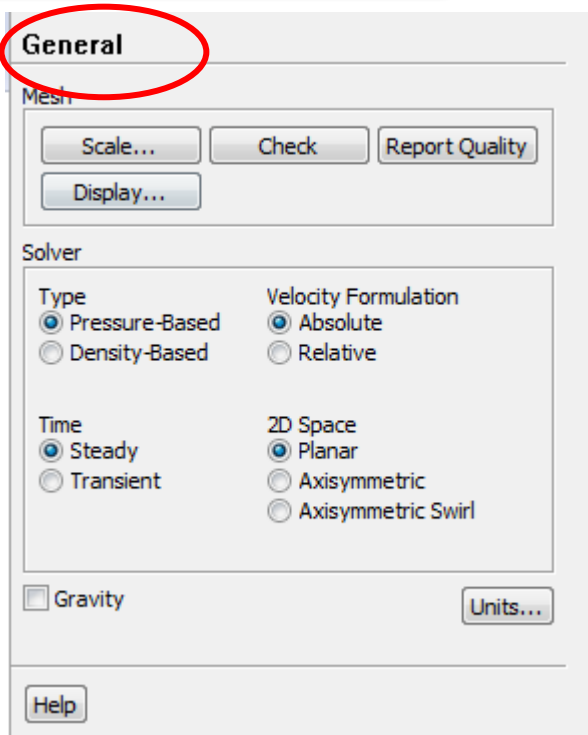 General
Mesh
Scale... Check Report Quality
Display...
Solver
Type Velocity Formulation
Pressure-Based Absolute
Density-Based Relative
Time 2D Space
Steady Planar
Transient Axisymmetric
Axisymmetric Swirl
Gravity Units...
Help